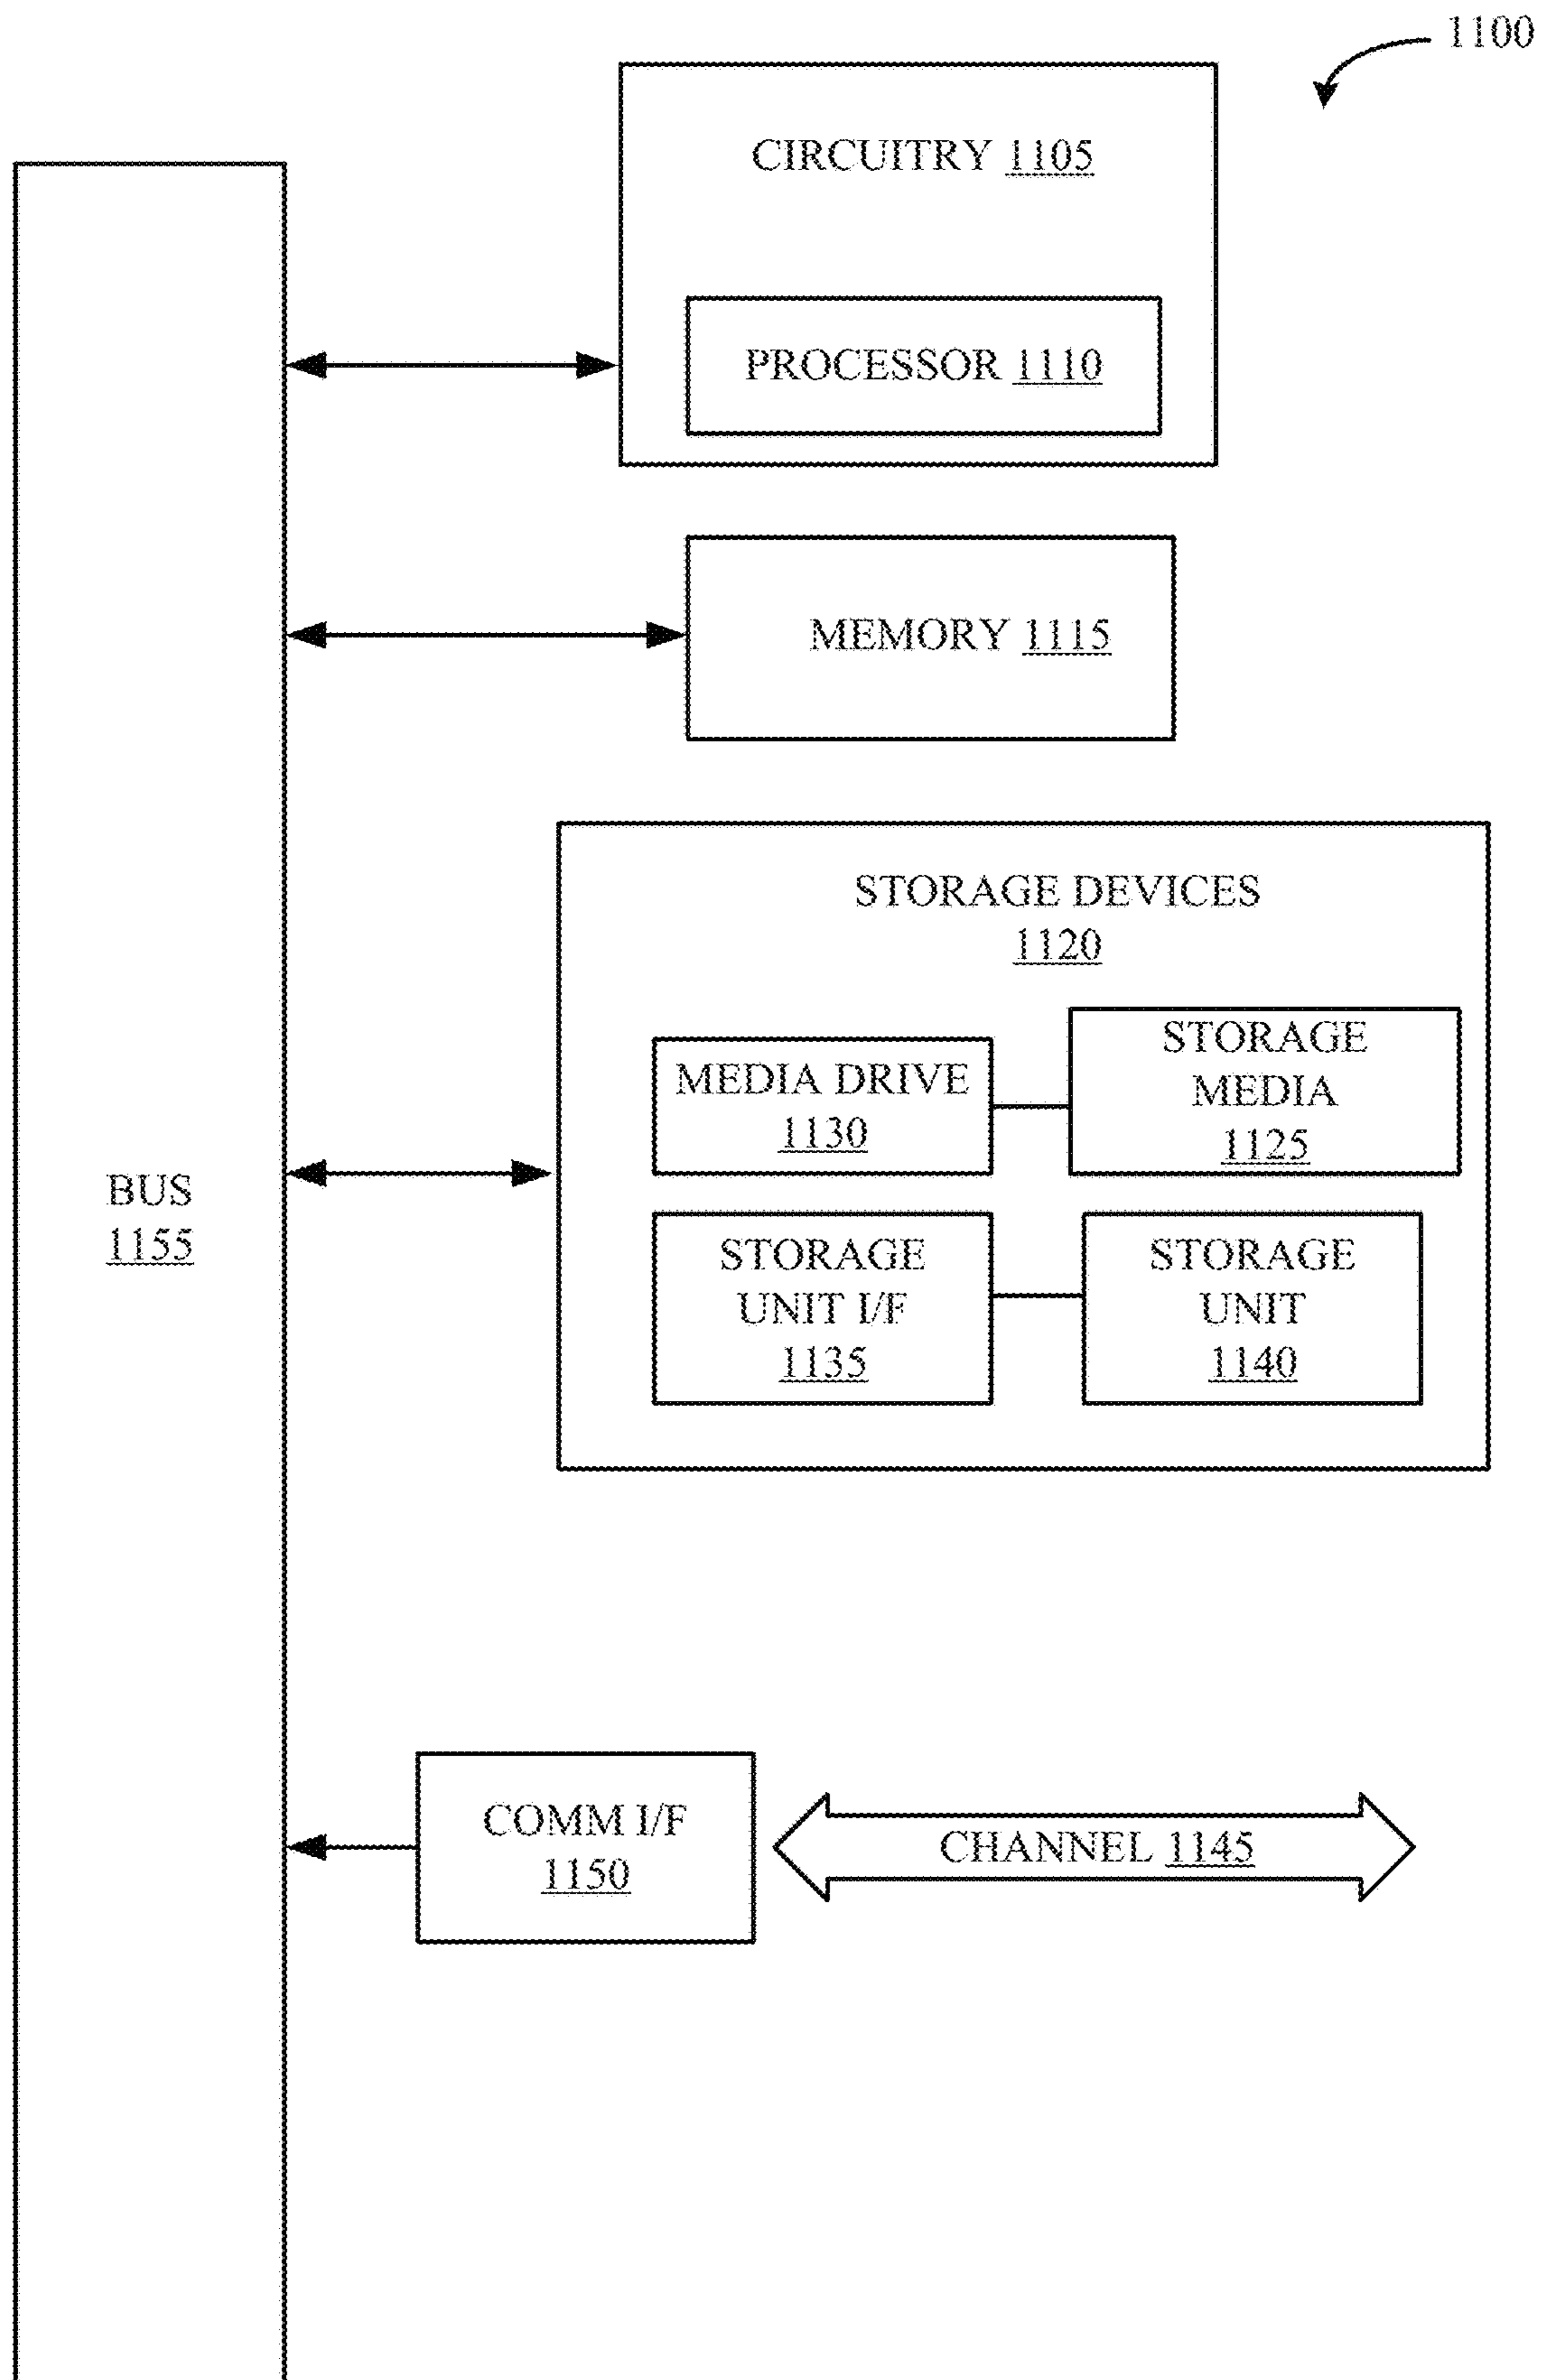 1100
CIRCUITRY 1105
PROCESSOR 1110
MEMORY 1115
STORAGE DEVICES
1120
MEDIA DRIVE
1130
STORAGE
MEDIA
1125
BUS
1155
STORAGE
UNIT I/F
1135
STORAGE
UNIT
1140
COMM I/F
1150
CHANNEL 1145